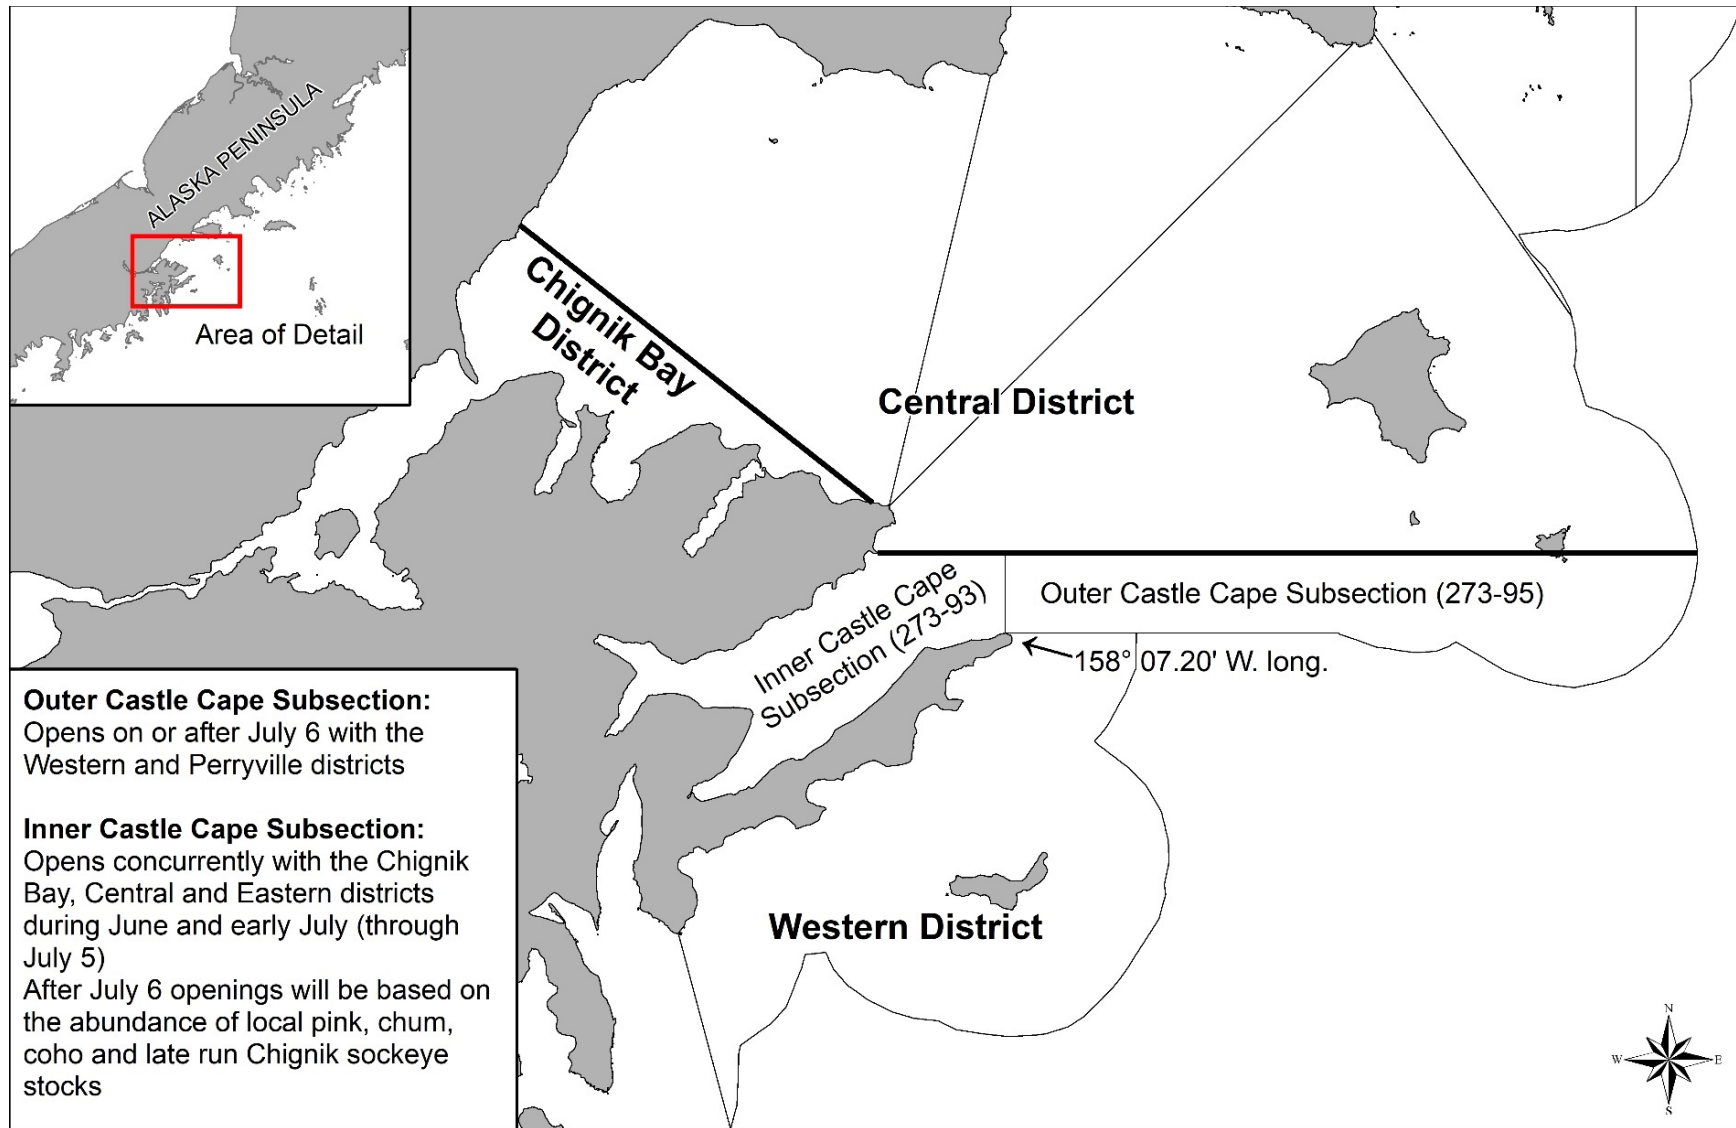 ALASKA PENINSULA
Area of Detail
Chignik Bay
District
Central District
Inner Castle Cape
Subsection (273-93)
Outer Castle Cape Subsection (273-95)
158° 07.20' W. long.
Western District
Outer Castle Cape Subsection:
Opens on or after July 6 with the
Western and Perryville districts
Inner Castle Cape Subsection:
Opens concurrently with the Chignik
Bay, Central and Eastern districts
during June and early July (through
July 5)
After July 6 openings will be based on
the abundance of local pink, chum,
coho and late run Chignik sockeye
stocks
N
W
E
S